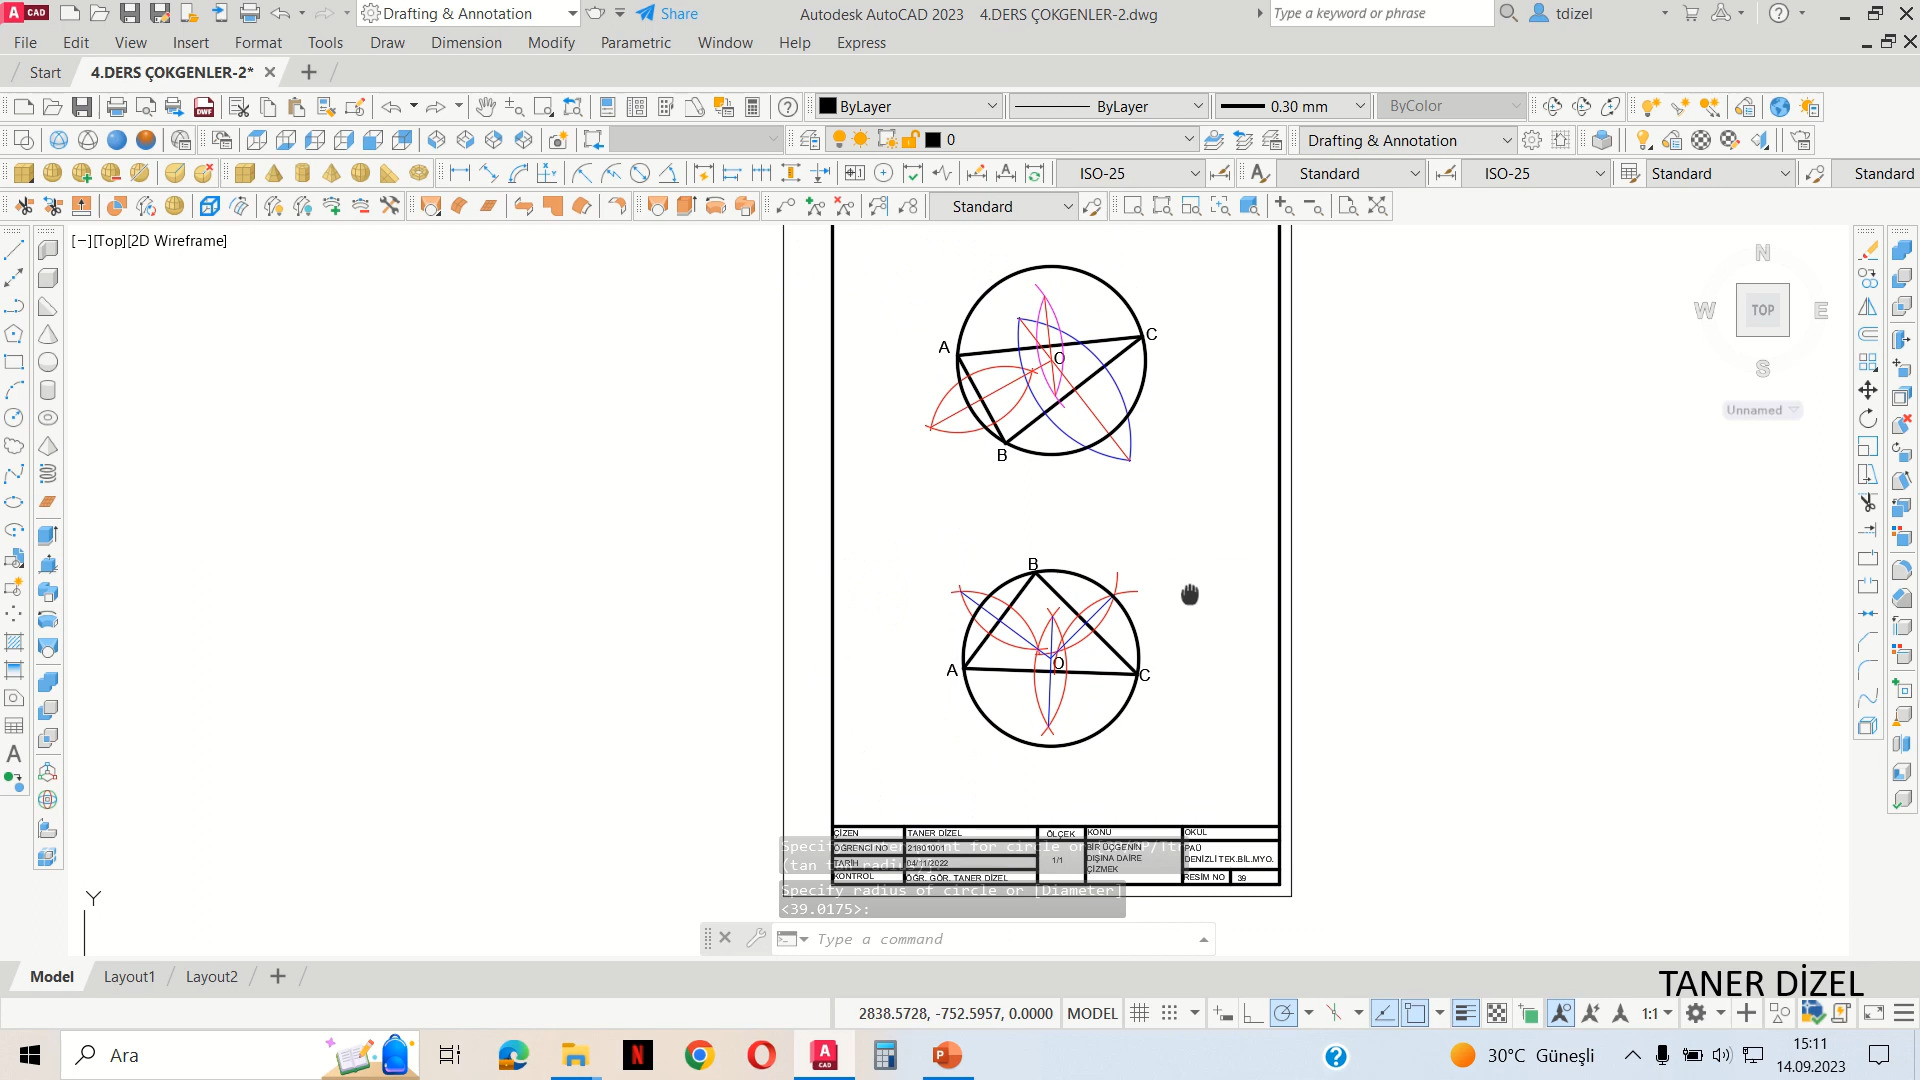 CAD
Drafting & Annotation
Share
Autodesk AutoCAD 2023 4.DERS ÇOKGENLER-2.dwg
Type a keyword or phrase
tdizel
File Edit View Insert Format Tools Draw Dimension Modify Parametric Window Help Express
Start 4.DERS ÇOKGENLER-2*
ByLayer ByLayer 0.30 mm ByColor
0 Drafting & Annotation
ISO-25 Standard ISO-25 Standard Standard
Standard
[−][Top][2D Wireframe]
N
W TOP E
S
Unnamed
A
C
O
B
B
A
O
C
ÇİZEN TANER DİZEL ÖLÇEK KONU OKUL
ÖĞRENCİ NO 21801001 1/1 BİR ÜÇGENİN DIŞINA DAİRE ÇİZMEK PAÜ
TARİH 04/11/2022 DENİZLİ TEK.BİL.MYO.
KONTROL ÖĞR. GÖR. TANER DİZEL RESİM NO 39
(tan tan radius)]:
Specify radius of circle or [Diameter]
<39.0175>:
Type a command
Y
Model Layout1 Layout2
TANER DİZEL
2838.5728, -752.5957, 0.0000 MODEL 1:1
Ara
30°C Güneşli
15:11
14.09.2023